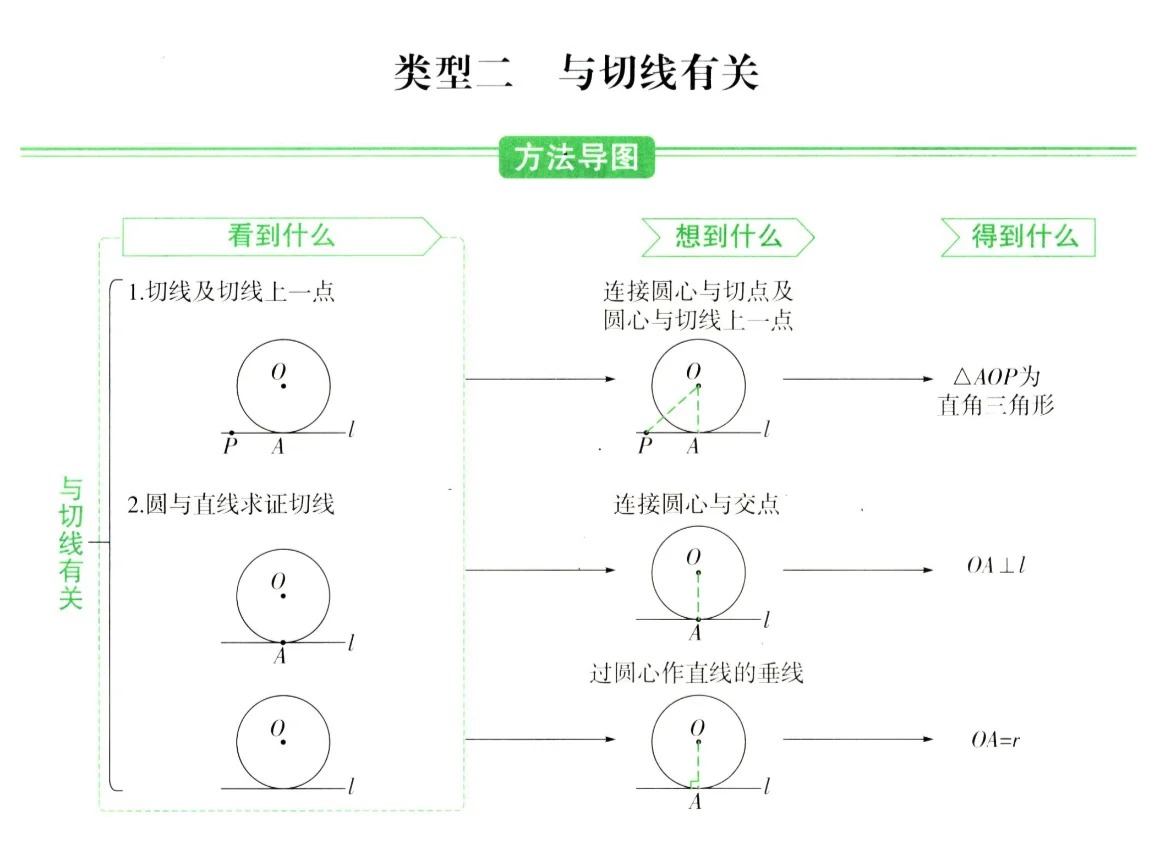 类型二 与切线有关
方法导图
看到什么
想到什么
得到什么
与切线有关
1.切线及切线上一点
O
P
A
l
连接圆心与切点及
圆心与切线上一点
O
P
A
l
△AOP为
直角三角形
2.圆与直线求证切线
O
A
l
连接圆心与交点
O
A
l
OA⊥l
O
l
过圆心作直线的垂线
O
A
l
OA=r